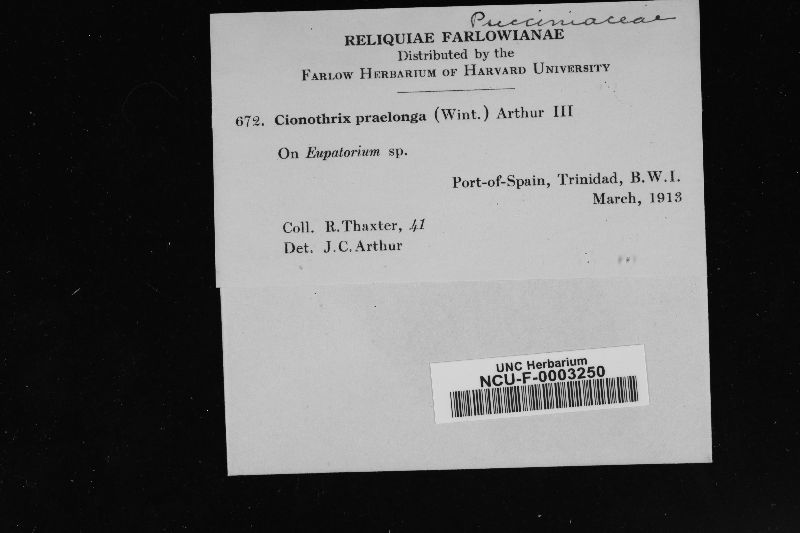 Pucciniaceae
RELIQUIAE FARLOWIANAE
Distributed by the
FARLOW HERBARIUM OF HARVARD UNIVERSITY
672. Cionothrix praelonga (Wint.) Arthur III
On Eupatorium sp.
Port-of-Spain, Trinidad, B.W.I.
March, 1913
Coll. R. Thaxter, 41
Det. J. C. Arthur
UNC Herbarium
NCU-F-0003250